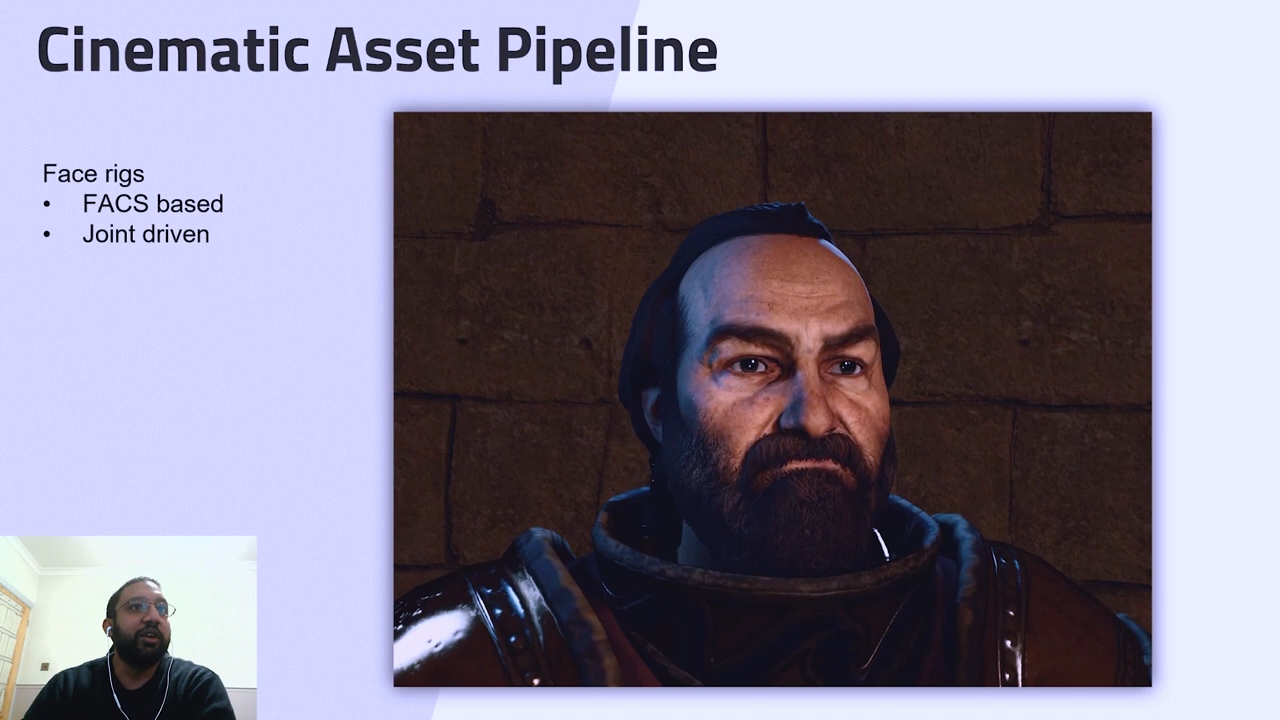 Cinematic Asset Pipeline
Face rigs
• FACS based
• Joint driven